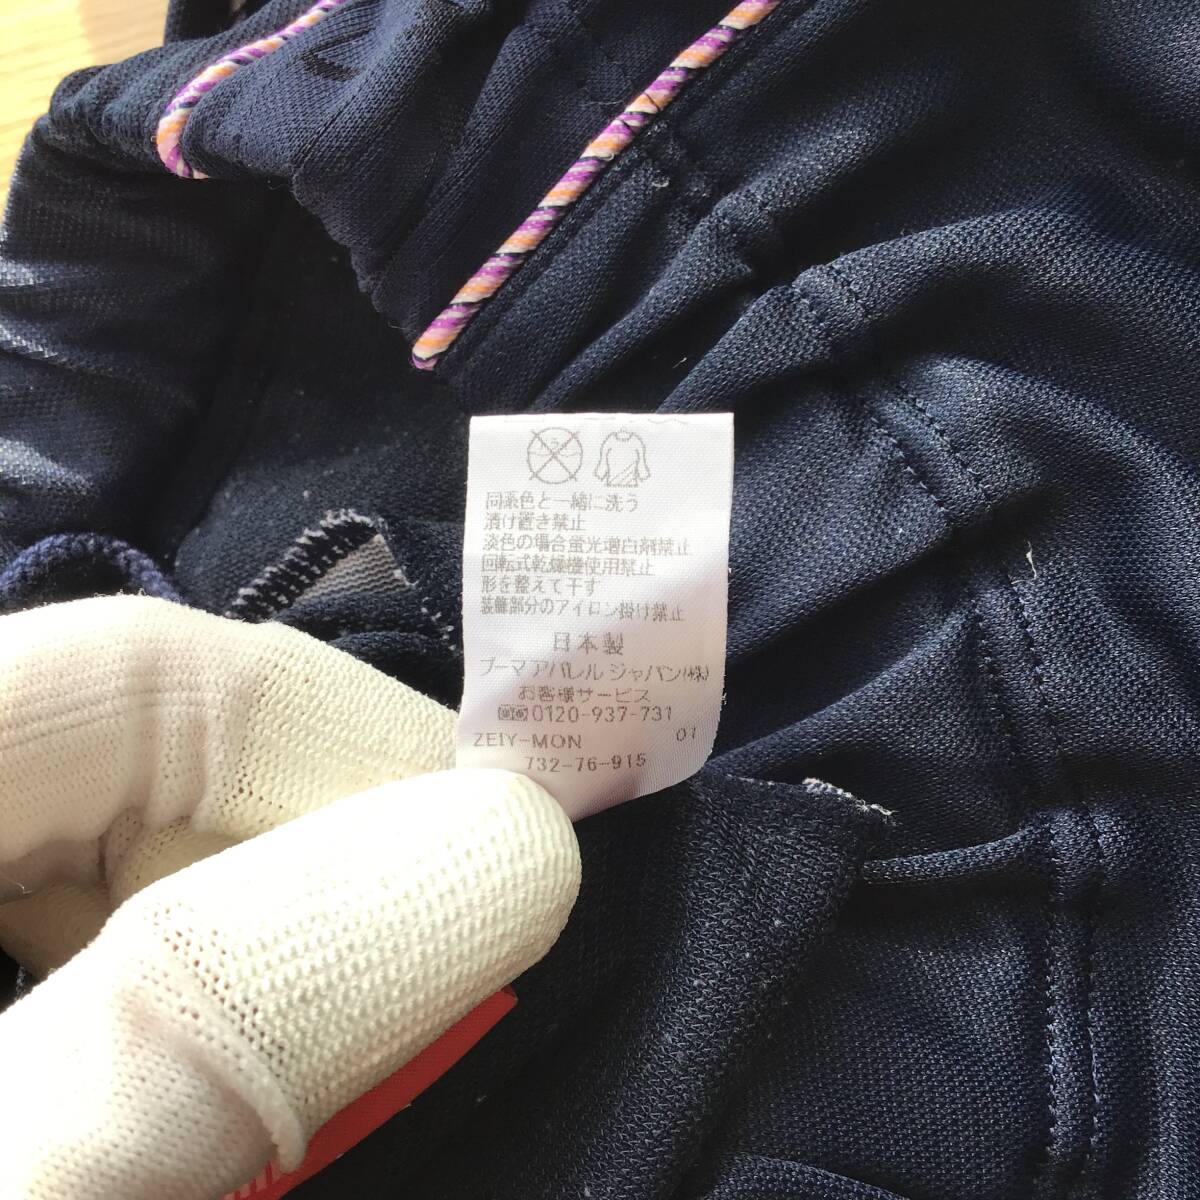 同系色と一緒に洗う
漬け置き禁止
淡色の場合蛍光増白剤禁止
回転式乾燥機使用禁止
形を整えて干す
装飾部分のアイロン掛け禁止
日本製
プーマ アパレル ジャパン(株)
お客様サービス
0120-937-731
ZEIY-MON 01
732-76-915